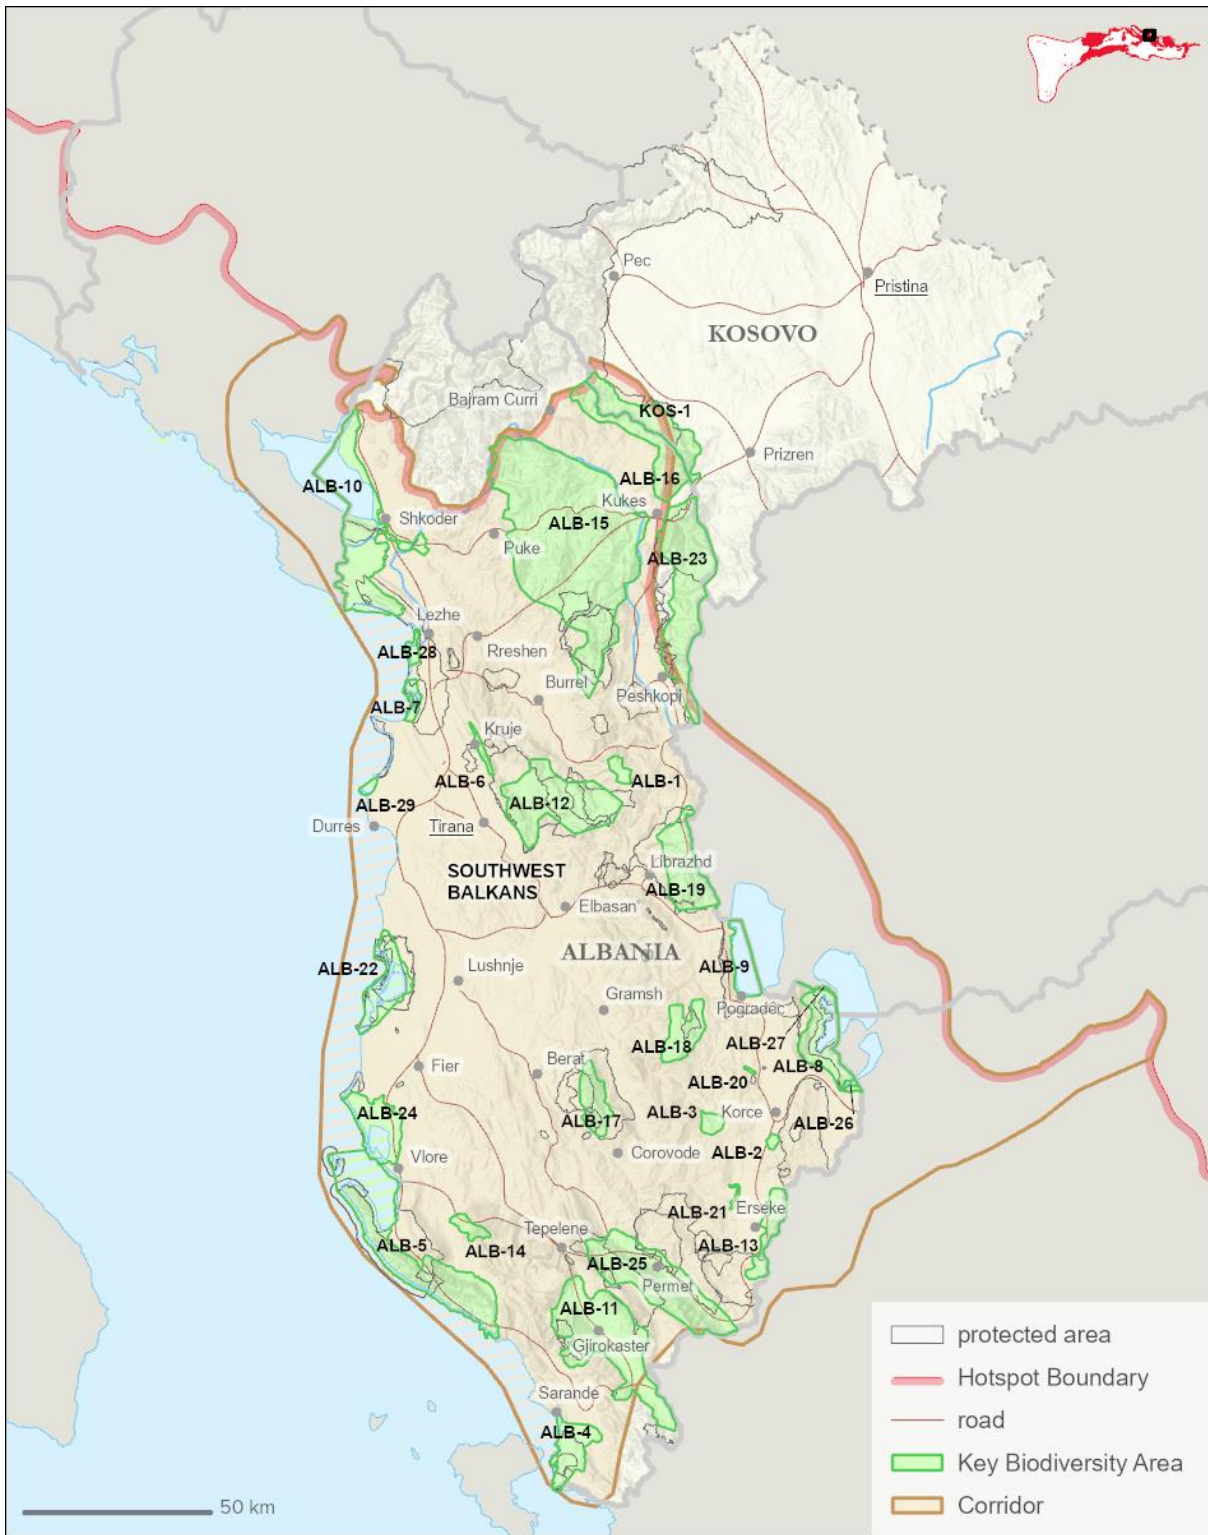 Pec
Pristina
KOSOVO
Bajram Curri
KOS-1
Prizren
ALB-10
ALB-16
Kukes
Shkoder
ALB-15
Puke
ALB-23
Lezhe
ALB-28
Rreshen
Peshkopi
Burrel
ALB-7
Kruje
ALB-6
ALB-1
ALB-12
ALB-29
Durres
Tirana
SOUTHWEST
BALKANS
Librazhd
ALB-19
Elbasan
ALBANIA
ALB-22
Lushnje
ALB-9
Gramsh
Pogradec
ALB-18
ALB-27
Fier
Berat
ALB-8
ALB-20
ALB-24
ALB-17
ALB-3
Korce
ALB-26
Corovode
ALB-2
Vlore
ALB-21
Erseke
Tepelene
ALB-5
ALB-14
ALB-13
ALB-25
Permet
ALB-11
Gjirokaster
Sarande
ALB-4
protected area
Hotspot Boundary
road
Key Biodiversity Area
Corridor
50 km